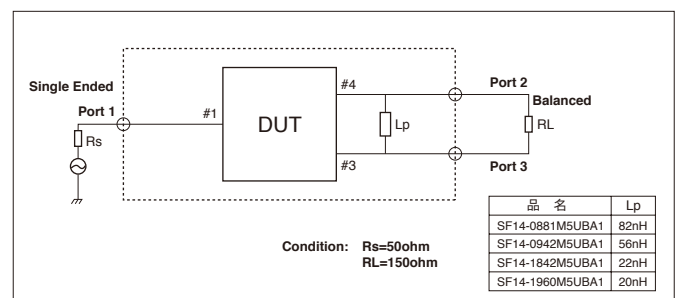 Single Ended
Port 1
Rs
#1
DUT
#4
#3
Lp
Port 2
Balanced
RL
Port 3
Condition: Rs=50ohm
RL=150ohm
品 名 Lp
SF14-0881M5UBA1 82nH
SF14-0942M5UBA1 56nH
SF14-1842M5UBA1 22nH
SF14-1960M5UBA1 20nH